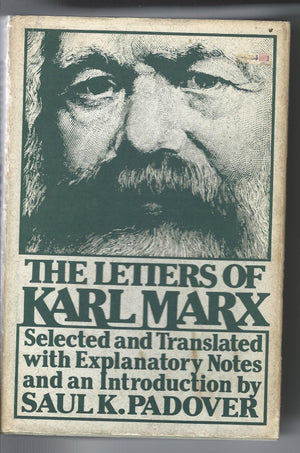 THE LETTERS OF
KARL MARX
Selected and Translated
with Explanatory Notes
and an Introduction by
SAUL K. PADOVER